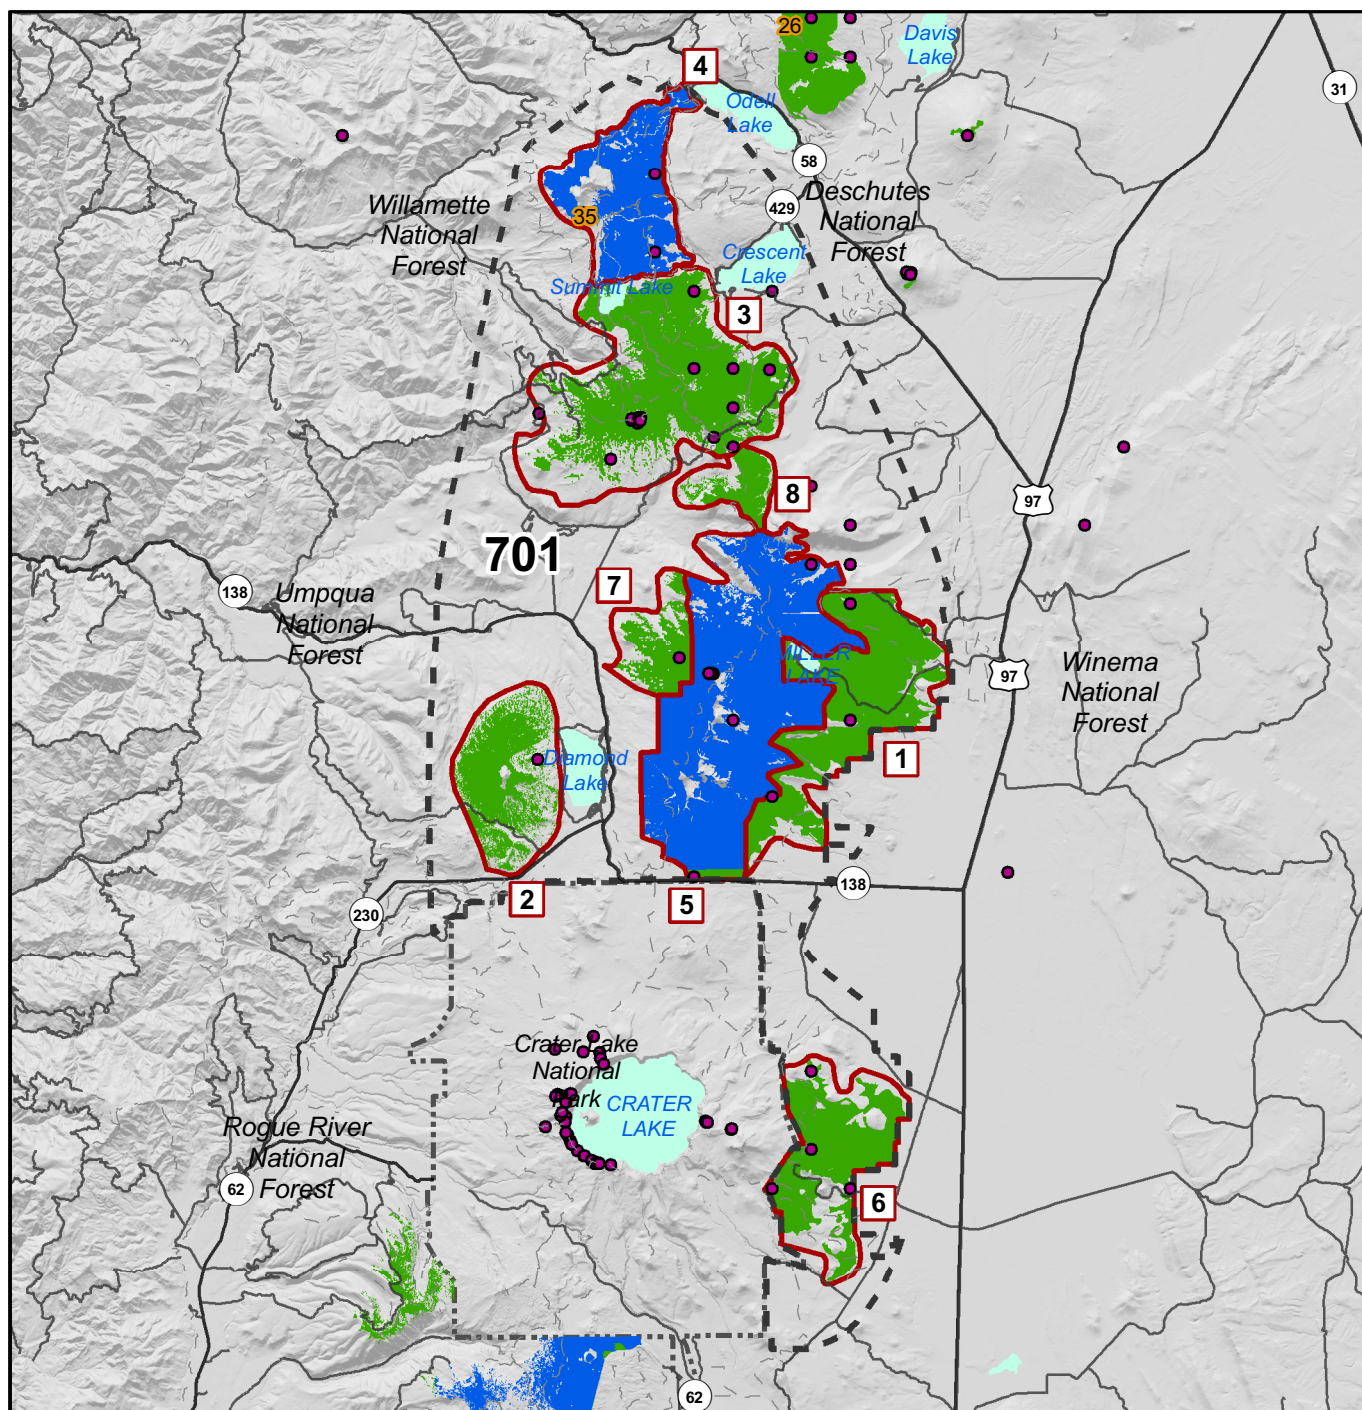 26
Davis
Lake
4
31
Odell
Lake
58
Willamette
National
Forest
35
429
Deschutes
National
Forest
Crescent
Lake
Summit Lake
3
8
97
701
7
138
Umpqua
National
Forest
MILLER
LAKE
97
Winema
National
Forest
Diamond
Lake
1
2
5
138
230
Crater Lake
National
Park
CRATER
LAKE
Rogue River
National
Forest
62
6
62